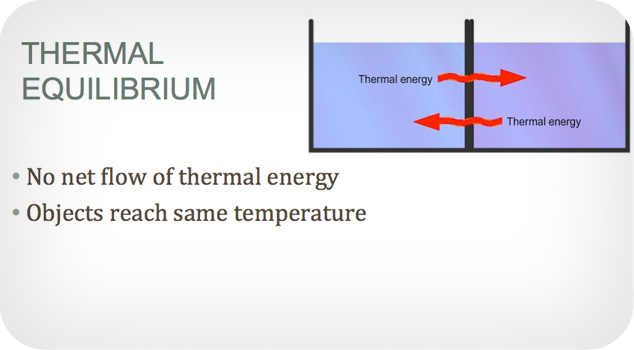 THERMAL
EQUILIBRIUM
Thermal energy
Thermal energy
• No net flow of thermal energy
• Objects reach same temperature